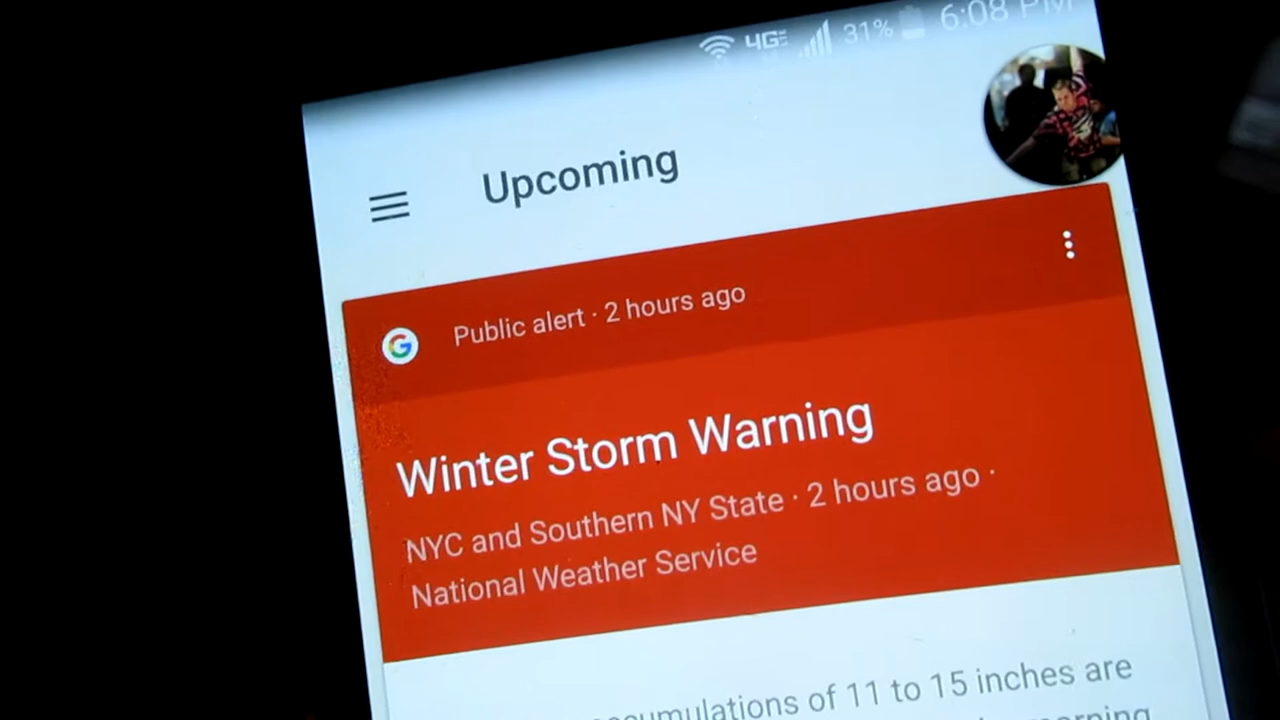 4G 31% 6:08 PM
Upcoming
Public alert · 2 hours ago
Winter Storm Warning
NYC and Southern NY State · 2 hours ago ·
National Weather Service
of 11 to 15 inches are
morning